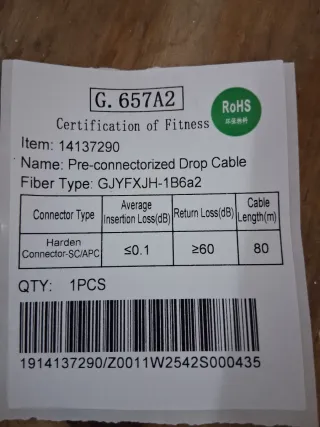 G.657A2
RoHS
环保物料
Certification of Fitness
Item: 14137290
Name: Pre-connectorized Drop Cable
Fiber Type: GJYFXJH-1B6a2
Connector Type
Average Insertion Loss(dB)
Return Loss(dB)
Cable Length(m)
Harden Connector-SC/APC
≤0.1
≥60
80
QTY: 1PCS
1914137290/Z0011W2542S000435